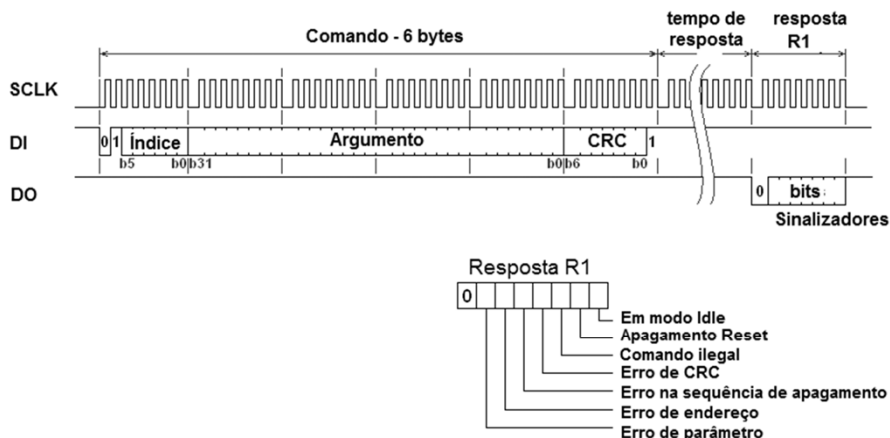 Comando - 6 bytes
tempo de resposta
resposta R1
SCLK
DI
0 1 Índice Argumento CRC 1
b5 b0 b31 b0 b6 b0
DO
0 bits
Sinalizadores
Resposta R1
0
Em modo Idle
Apagamento Reset
Comando ilegal
Erro de CRC
Erro na sequência de apagamento
Erro de endereço
Erro de parâmetro